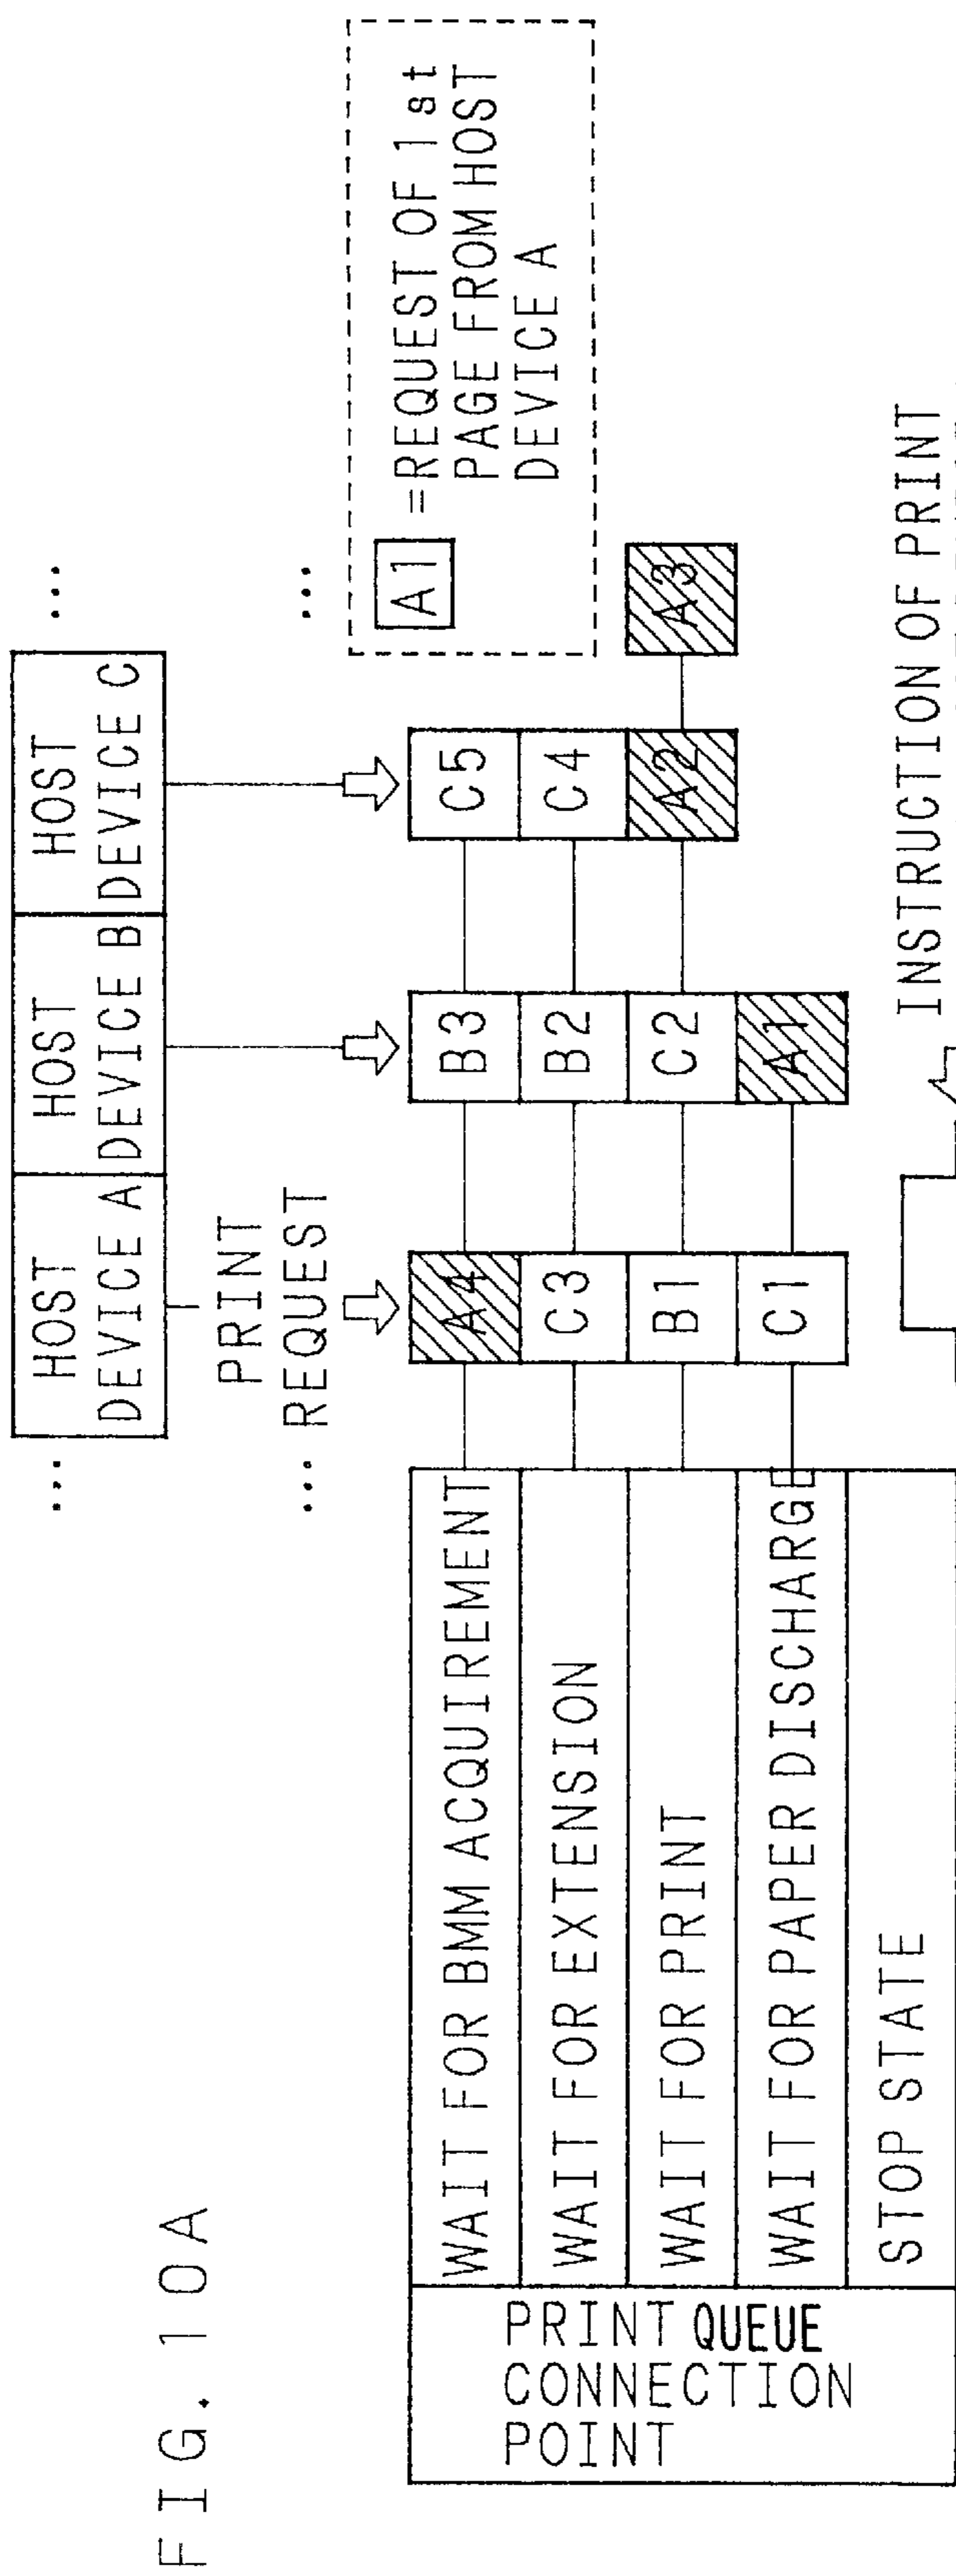 FIG. 10A
... HOST DEVICE A
HOST DEVICE B
HOST DEVICE C ...
... PRINT
REQUEST
...
A1 =REQUEST OF 1st
PAGE FROM HOST
DEVICE A
PRINT QUEUE
CONNECTION
POINT
WAIT FOR BMM ACQUIREMENT A4 B3 C5
WAIT FOR EXTENSION C3 B2 C4
WAIT FOR PRINT B1 C2 A2 A3
WAIT FOR PAPER DISCHARGE C1 A1
STOP STATE
INSTRUCTION OF PRINT